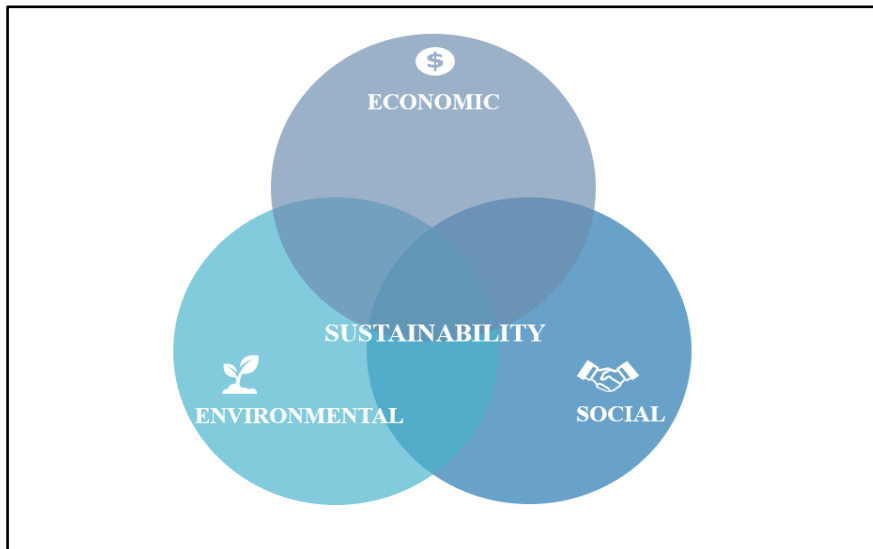 $
ECONOMIC
SUSTAINABILITY
ENVIRONMENTAL
SOCIAL